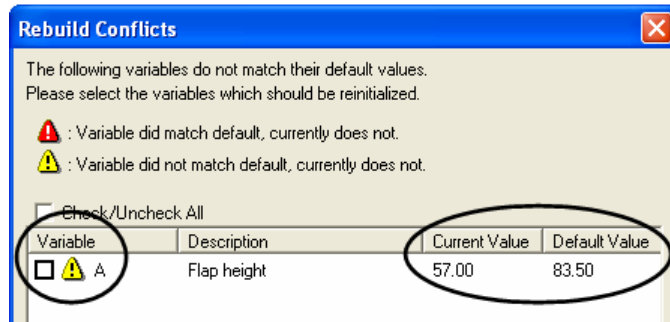 Rebuild Conflicts
The following variables do not match their default values.
Please select the variables which should be reinitialized.
: Variable did match default, currently does not.
: Variable did not match default, currently does not.
Check/Uncheck All
Variable Description Current Value Default Value
A Flap height 57.00 83.50